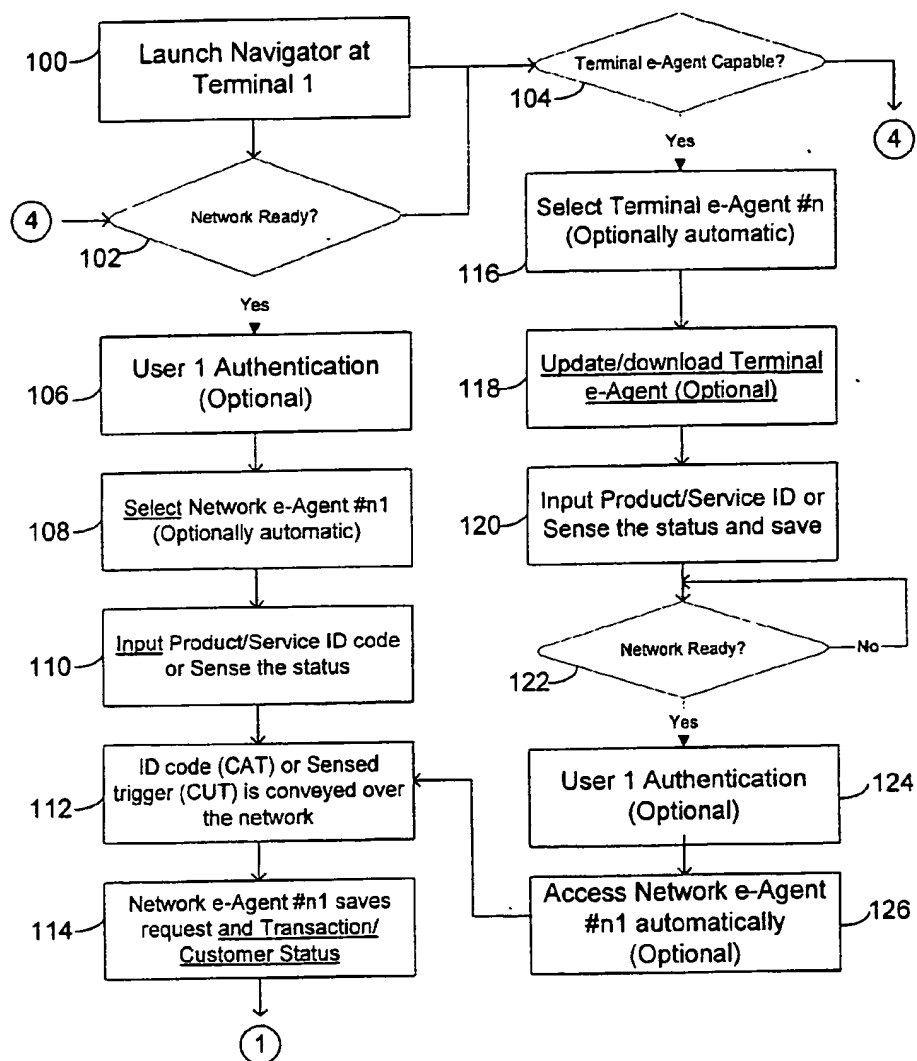 100
Launch Navigator at
Terminal 1
Terminal e-Agent Capable?
104
4
Yes
4
Network Ready?
102
Yes
Select Terminal e-Agent #n
(Optionally automatic)
116
106
User 1 Authentication
(Optional)
118
Update/download Terminal
e-Agent (Optional)
108
Select Network e-Agent #n1
(Optionally automatic)
120
Input Product/Service ID or
Sense the status and save
110
Input Product/Service ID code
or Sense the status
Network Ready?
No
122
Yes
112
ID code (CAT) or Sensed
trigger (CUT) is conveyed over
the network
User 1 Authentication
(Optional)
124
114
Network e-Agent #n1 saves
request and Transaction/
Customer Status
Access Network e-Agent
#n1 automatically
(Optional)
126
1